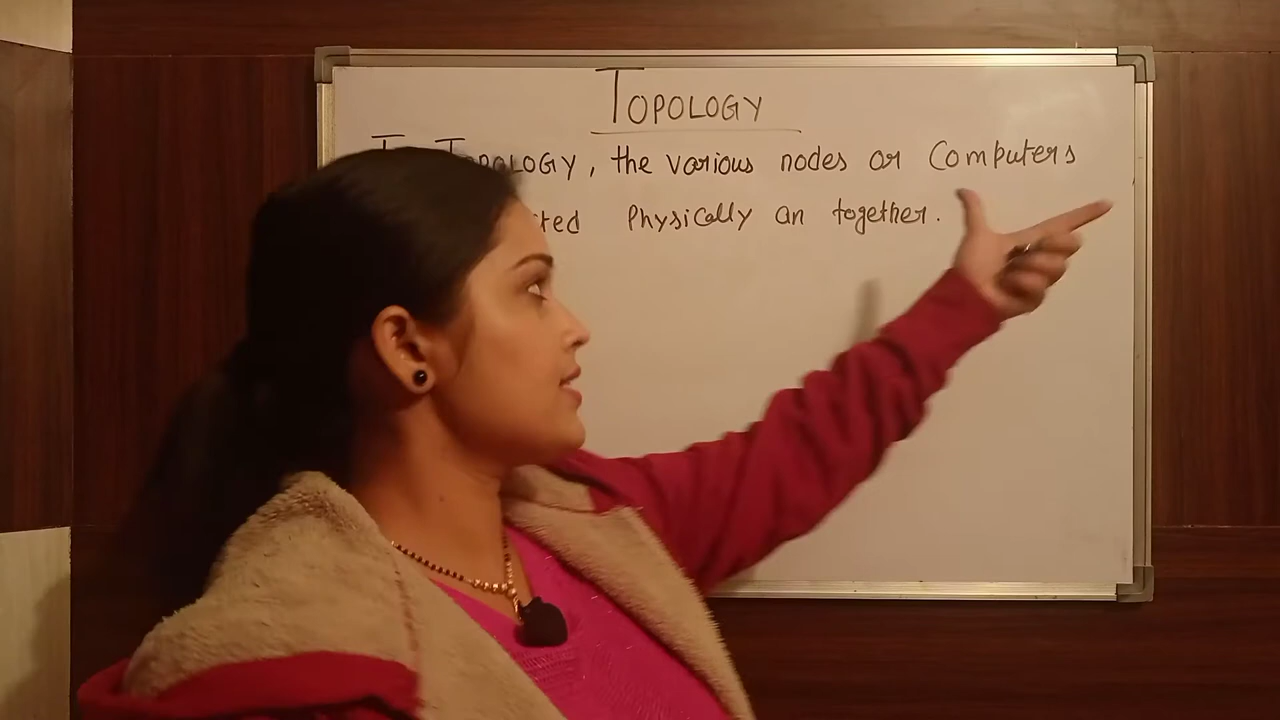 TOPOLOGY
TOPOLOGY, the various nodes or Computers
Physically an together.